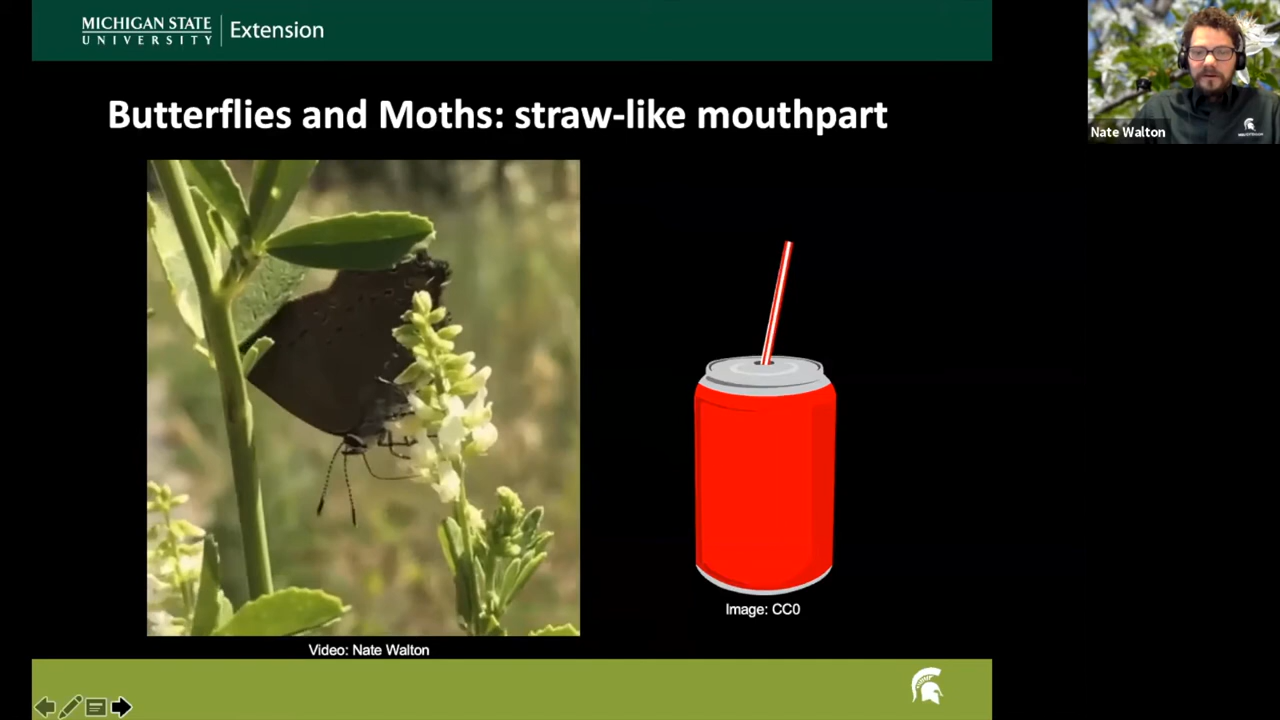 MICHIGAN STATE
UNIVERSITY
Extension
Nate Walton
Butterflies and Moths: straw-like mouthpart
Image: CC0
Video: Nate Walton